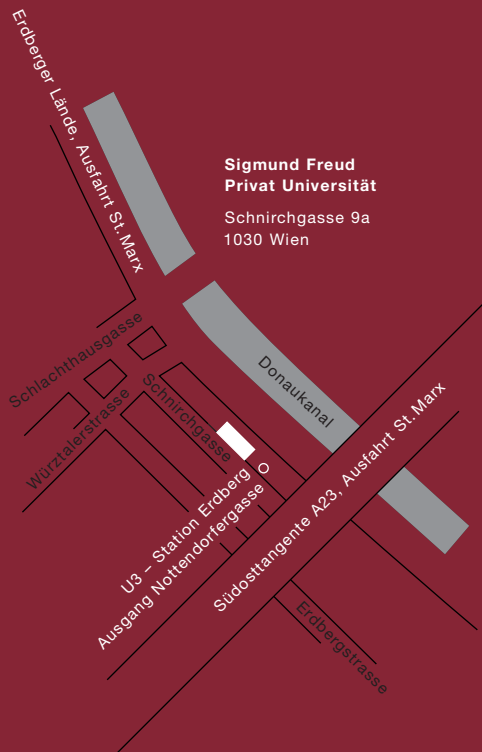 Erdberger Lände, Ausfahrt St. Marx
Sigmund Freud
Privat Universität
Schnirchgasse 9a
1030 Wien
Schlachthausgasse
Würztalerstrasse
Schnirchgasse
Donaukanal
U3 – Station Erdberg
Ausgang Nottendorfergasse
Südosttangente A23, Ausfahrt St. Marx
Erdbergstrasse